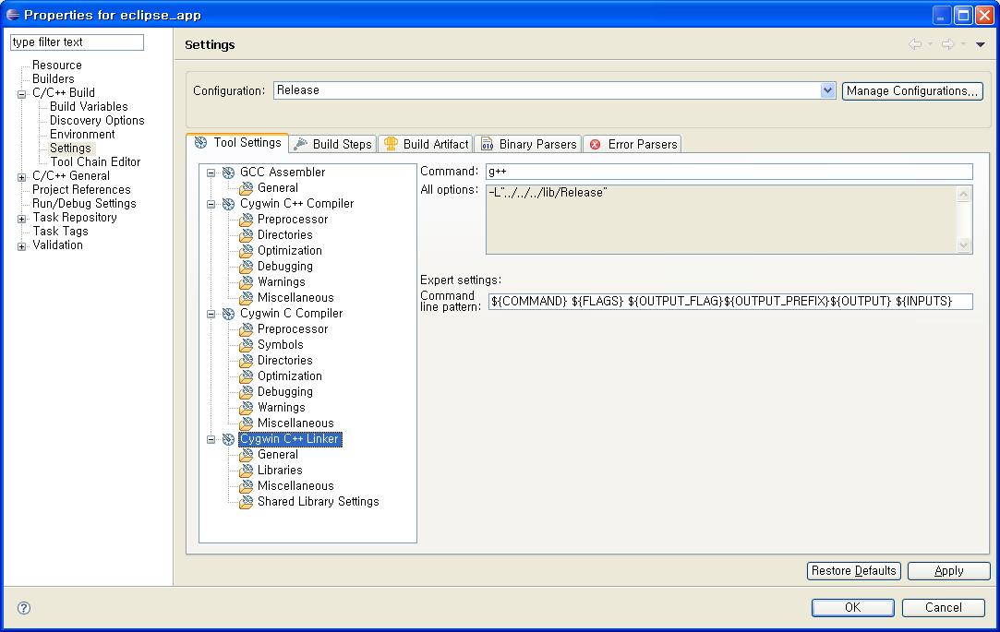 Properties for eclipse_app
type filter text
Resource
Builders
C/C++ Build
Build Variables
Discovery Options
Environment
Settings
Tool Chain Editor
C/C++ General
Project References
Run/Debug Settings
Task Repository
Task Tags
Validation
Settings
Configuration:
Release
Manage Configurations...
Tool Settings
Build Steps
Build Artifact
Binary Parsers
Error Parsers
GCC Assembler
General
Cygwin C++ Compiler
Preprocessor
Directories
Optimization
Debugging
Warnings
Miscellaneous
Cygwin C Compiler
Preprocessor
Symbols
Directories
Optimization
Debugging
Warnings
Miscellaneous
Cygwin C++ Linker
General
Libraries
Miscellaneous
Shared Library Settings
Command:
g++
All options:
-L"../../../lib/Release"
Expert settings:
Command
line pattern:
${COMMAND} ${FLAGS} ${OUTPUT_FLAG}${OUTPUT_PREFIX}${OUTPUT} ${INPUTS}
Restore Defaults
Apply
OK
Cancel